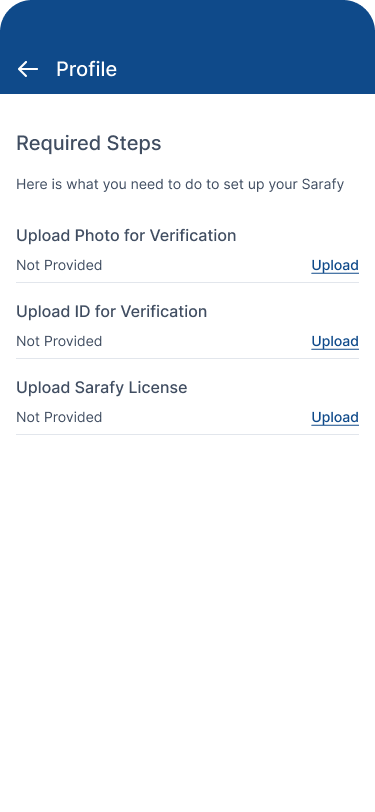 Profile
Required Steps
Here is what you need to do to set up your Sarafy
Upload Photo for Verification
Not Provided Upload
Upload ID for Verification
Not Provided Upload
Upload Sarafy License
Not Provided Upload